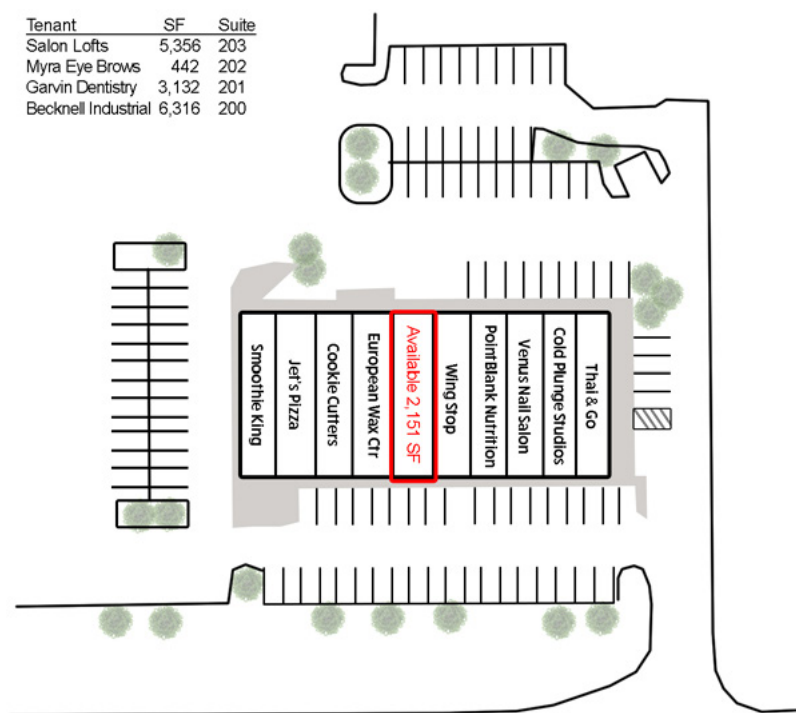 Tenant SF Suite
Salon Lofts 5,356 203
Myra Eye Brows 442 202
Garvin Dentistry 3,132 201
Becknell Industrial 6,316 200
Smoothie King
Jet's Pizza
Cookie Cutters
European Wax Ctr
Available 2,151 SF
Wing Stop
PointBlank Nutrition
Venus Nail Salon
Cold Plunge Studios
Thai & Go